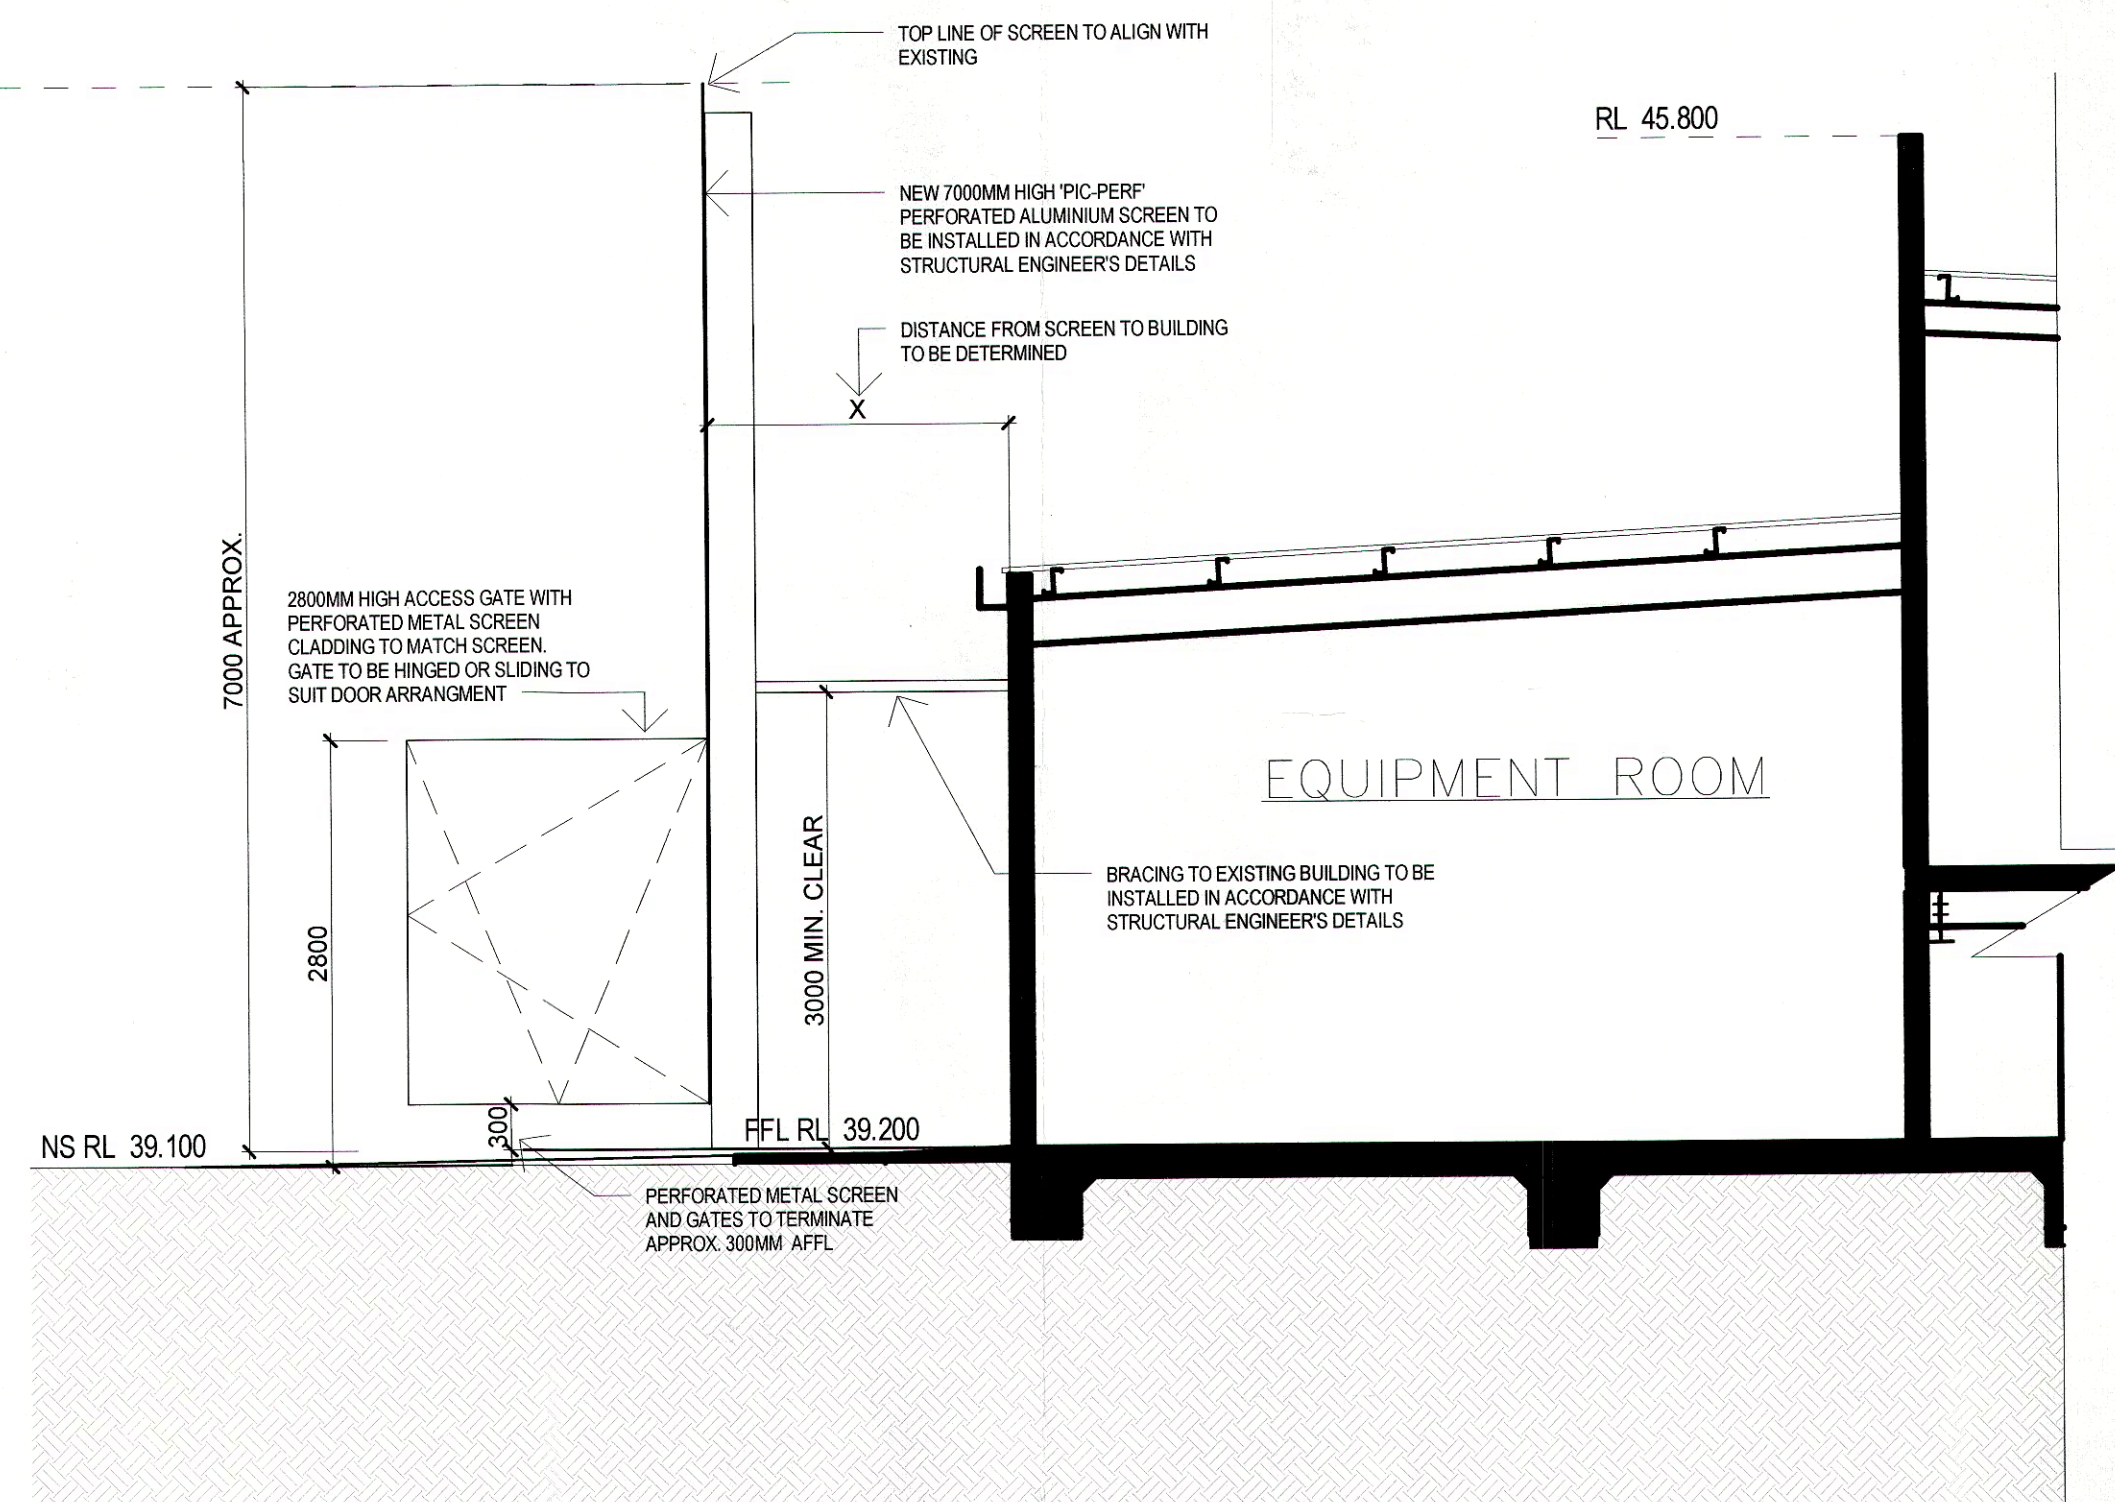 TOP LINE OF SCREEN TO ALIGN WITH
EXISTING
RL 45.800
NEW 7000MM HIGH 'PIC-PERF'
PERFORATED ALUMINIUM SCREEN TO
BE INSTALLED IN ACCORDANCE WITH
STRUCTURAL ENGINEER'S DETAILS
DISTANCE FROM SCREEN TO BUILDING
TO BE DETERMINED
X
7000 APPROX.
2800MM HIGH ACCESS GATE WITH
PERFORATED METAL SCREEN
CLADDING TO MATCH SCREEN.
GATE TO BE HINGED OR SLIDING TO
SUIT DOOR ARRANGMENT
EQUIPMENT ROOM
2800
3000 MIN. CLEAR
BRACING TO EXISTING BUILDING TO BE
INSTALLED IN ACCORDANCE WITH
STRUCTURAL ENGINEER'S DETAILS
300
NS RL 39.100
FFL RL 39.200
PERFORATED METAL SCREEN
AND GATES TO TERMINATE
APPROX. 300MM AFFL